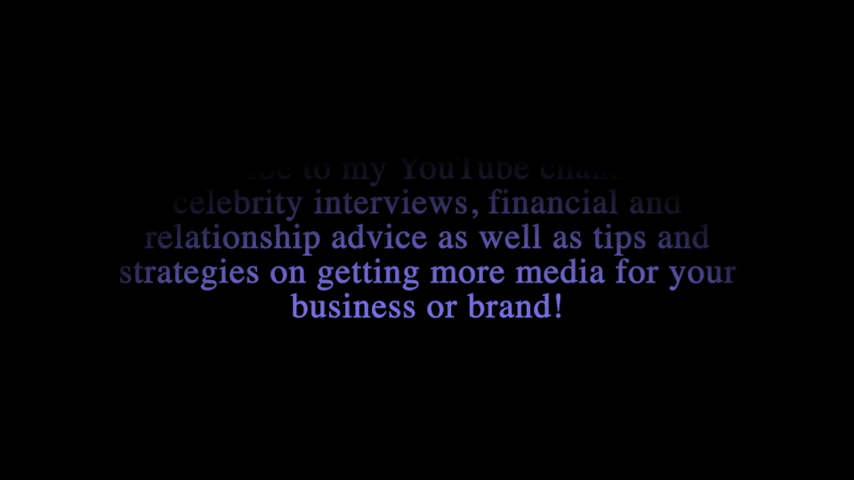 to my YouTube
celebrity interviews, financial and
relationship advice as well as tips and
strategies on getting more media for your
business or brand!